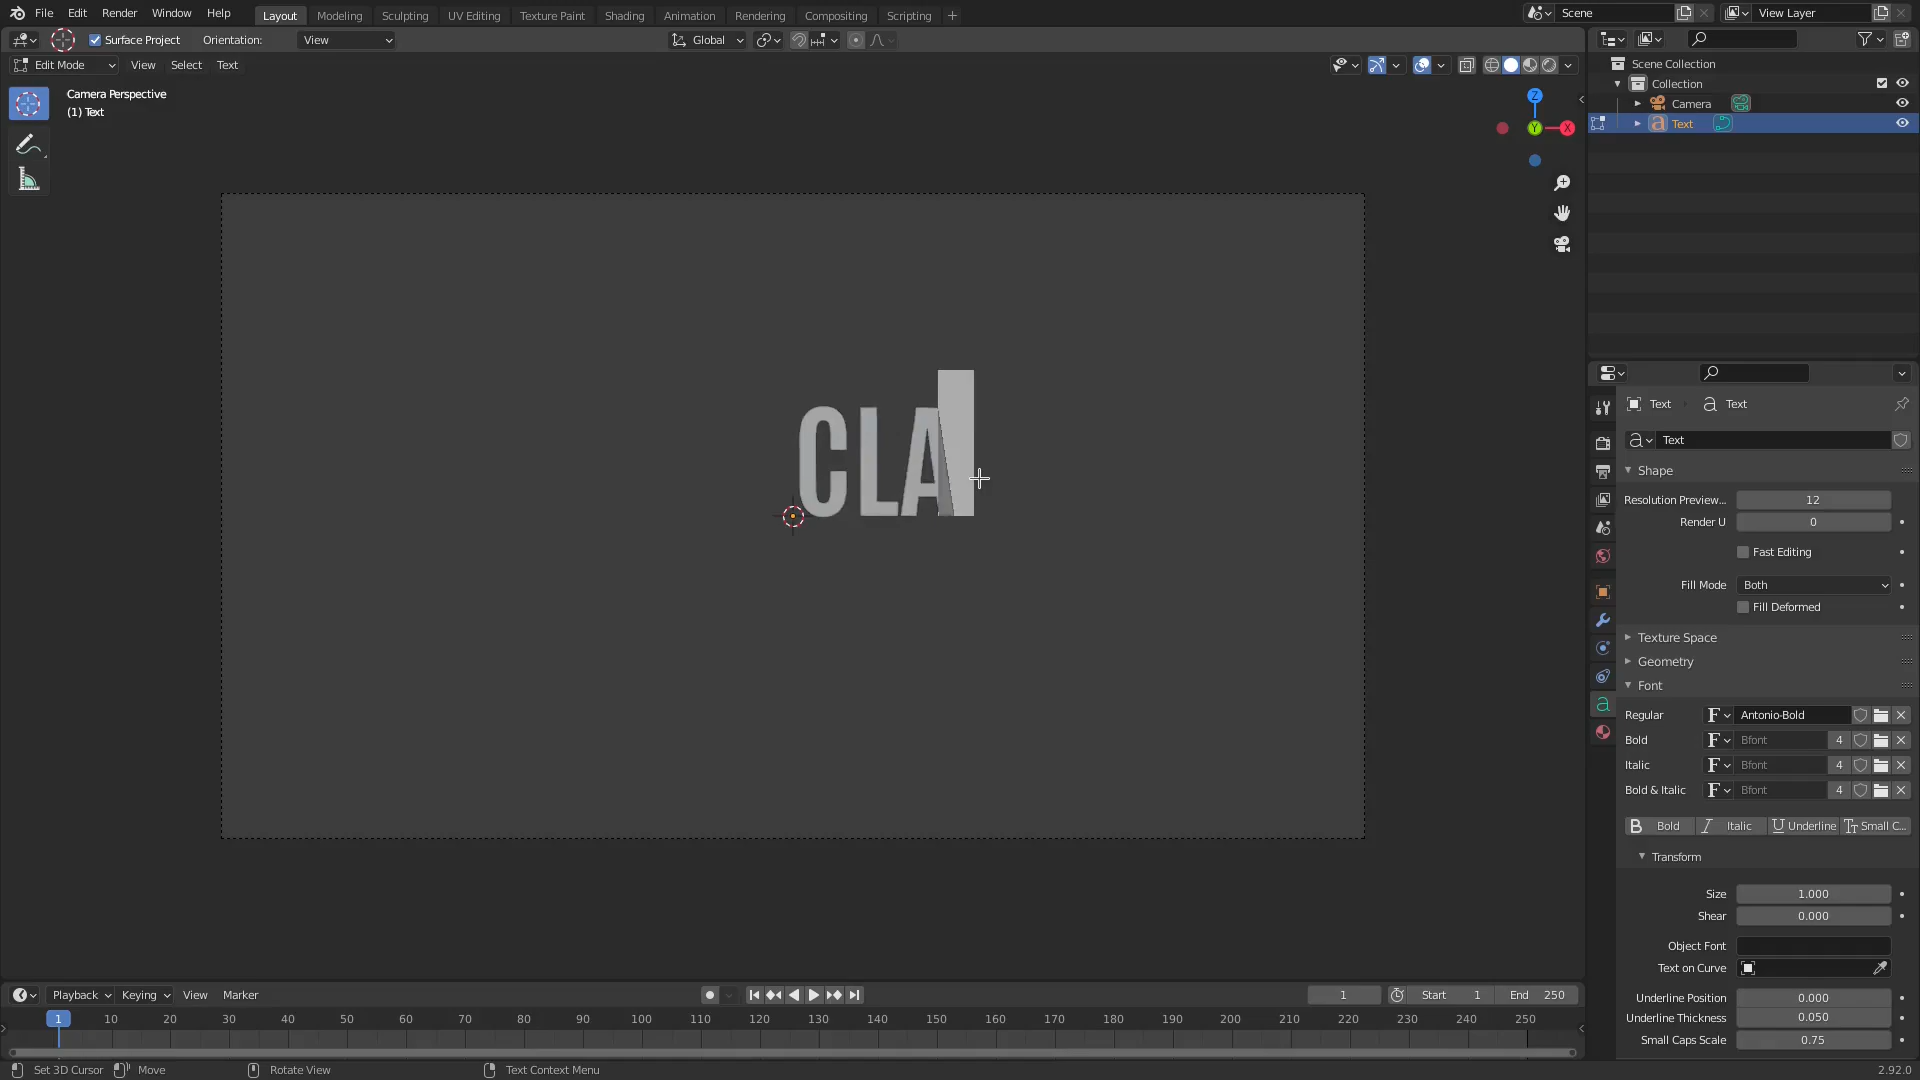 File Edit Render Window Help Layout Modeling Sculpting UV Editing Texture Paint Shading Animation Rendering Compositing Scripting + Scene View Layer
Surface Project Orientation: View Global
Edit Mode View Select Text
Camera Perspective
(1) Text
Z
Y X
CLA
Scene Collection
Collection
Camera
Text
Text Text
Text
Shape
Resolution Preview... 12
Render U 0
Fast Editing
Fill Mode Both
Fill Deformed
Texture Space
Geometry
Font
Regular F Antonio-Bold
Bold F Bfont 4
Italic F Bfont 4
Bold & Italic F Bfont 4
B Bold I Italic U Underline Tт Small C...
Transform
Size 1.000
Shear 0.000
Object Font
Text on Curve
Underline Position 0.000
Underline Thickness 0.050
Small Caps Scale 0.75
Playback Keying View Marker 1 Start 1 End 250
1 10 20 30 40 50 60 70 80 90 100 110 120 130 140 150 160 170 180 190 200 210 220 230 240 250
Set 3D Cursor Move Rotate View Text Context Menu 2.92.0